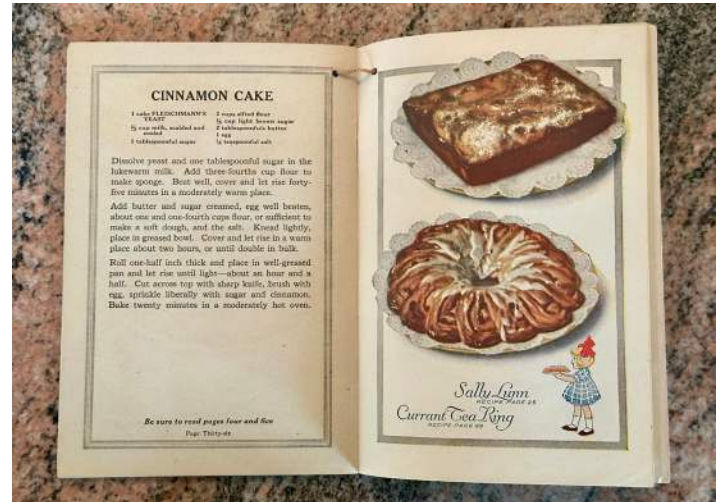 CINNAMON CAKE
1 cake FLEISCHMANN'S
YEAST
cup milk, scalded and
cooled
1 tablespoonful sugar
2 cups sifted flour
cup light brown sugar
2 tablespoonfuls butter
1 egg
teaspoonful salt
Dissolve yeast and one tablespoonful sugar in the
lukewarm milk. Add three-fourths cup flour to
make sponge. Beat well, cover and let rise forty-
five minutes in a moderately warm place.
Add butter and sugar creamed, egg well beaten,
about one and one-fourth cups flour, or sufficient to
make a soft dough, and the salt. Knead lightly,
place in greased bowl. Cover and let rise in a warm
place about two hours, or until double in bulk.
Roll one-half inch thick and place in well-greased
pan and let rise until light—about an hour and a
half. Cut across top with sharp knife, brush with
egg, sprinkle liberally with sugar and cinnamon.
Bake twenty minutes in a moderately hot oven.
Be sure to read pages four and five
Page Thirty-six
Sally Lunn
RECIPE PAGE
Currant Tea Ring
RECIPE PAGE